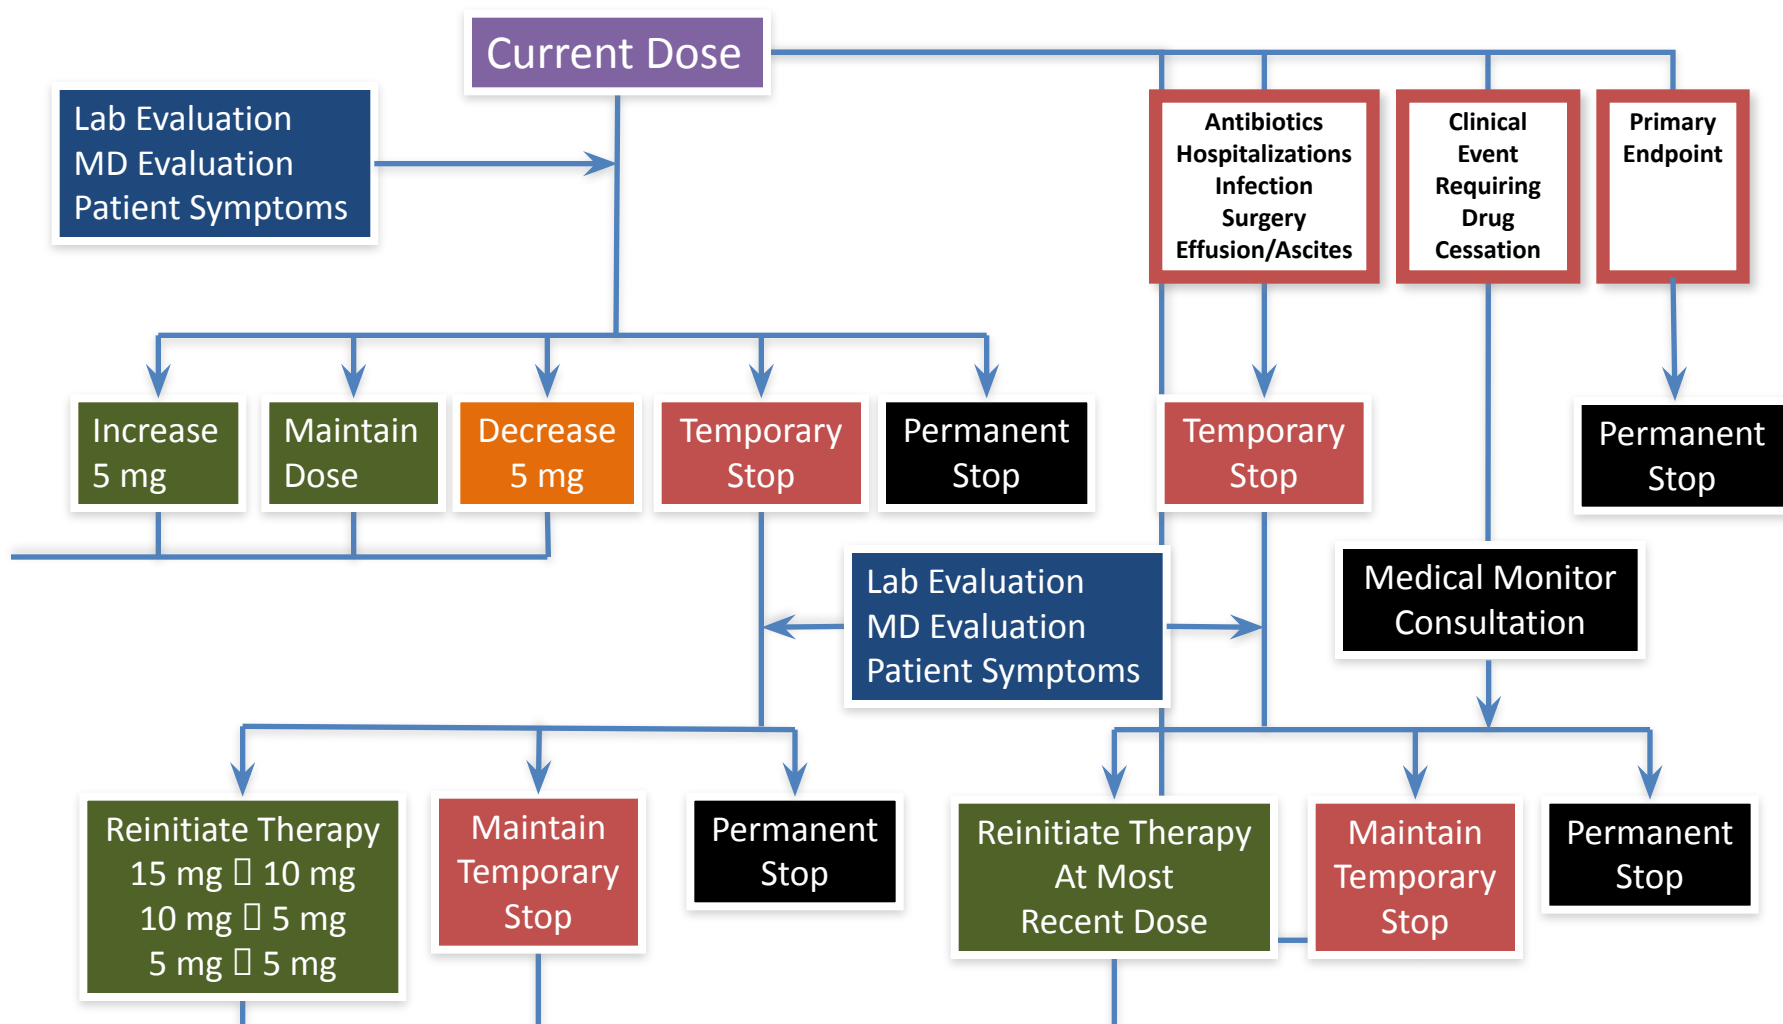 Current Dose
Lab Evaluation
MD Evaluation
Patient Symptoms
Antibiotics
Hospitalizations
Infection
Surgery
Effusion/Ascites
Clinical
Event
Requiring
Drug
Cessation
Primary
Endpoint
Increase
5 mg
Maintain
Dose
Decrease
5 mg
Temporary
Stop
Permanent
Stop
Temporary
Stop
Permanent
Stop
Lab Evaluation
MD Evaluation
Patient Symptoms
Medical Monitor
Consultation
Reinitiate Therapy
15 mg  10 mg
10 mg  5 mg
5 mg  5 mg
Maintain
Temporary
Stop
Permanent
Stop
Reinitiate Therapy
At Most
Recent Dose
Maintain
Temporary
Stop
Permanent
Stop